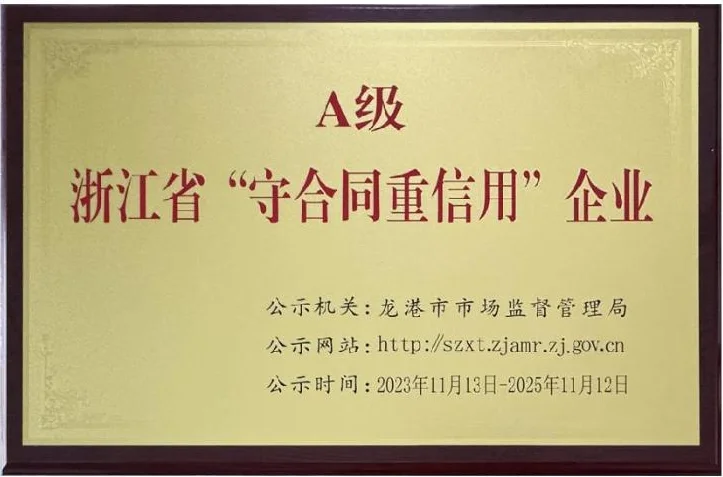 A级
浙江省“守合同重信用”企业
公示机关：龙港市市场监督管理局
公示网站：http://szxt.zjamr.zj.gov.cn
公示时间：2023年11月13日-2025年11月12日